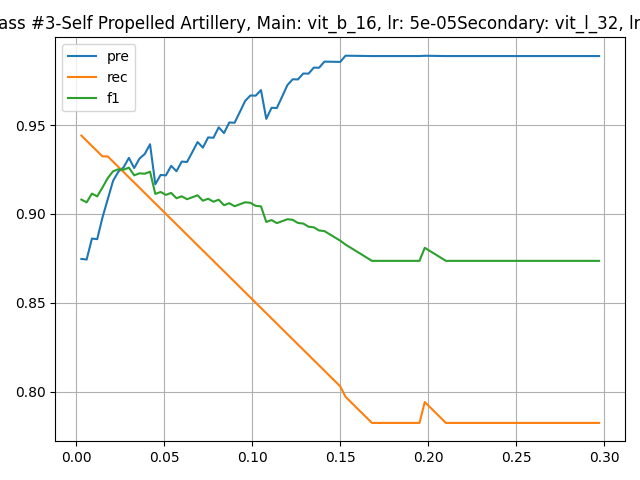 ass #3-Self Propelled Artillery, Main: vit_b_16, lr: 5e-05Secondary: vit_l_32, lr
pre
rec
f1
0.95
0.90
0.85
0.80
0.00 0.05 0.10 0.15 0.20 0.25 0.30